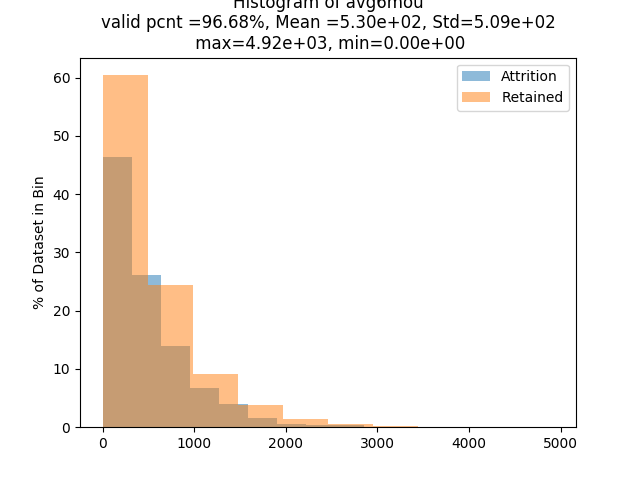 Histogram of avg6mou
valid pcnt =96.68%, Mean =5.30e+02, Std=5.09e+02
max=4.92e+03, min=0.00e+00
Attrition
Retained
% of Dataset in Bin
60
50
40
30
20
10
0
0 1000 2000 3000 4000 5000